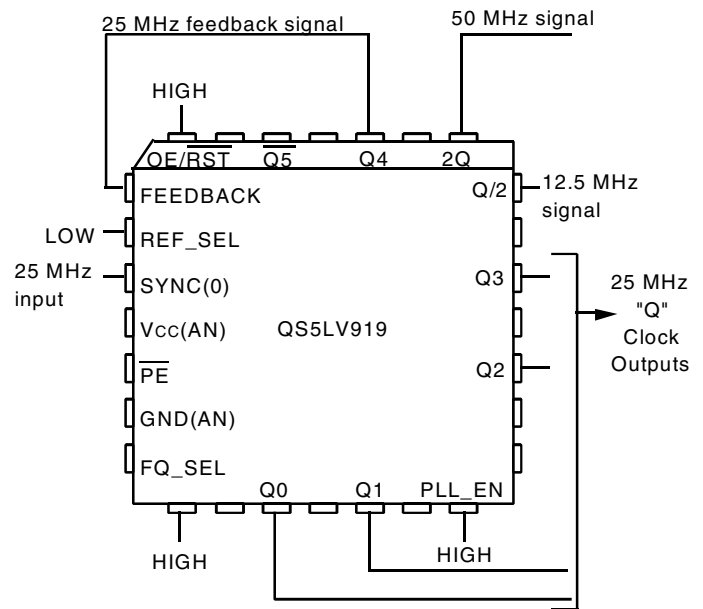 25 MHz feedback signal
50 MHz signal
HIGH
OE/RST Q5 Q4 2Q
FEEDBACK
Q/2
12.5 MHz
signal
LOW
REF_SEL
25 MHz
input
SYNC(0)
Q3
25 MHz
"Q"
Clock
Outputs
VCC(AN)
QS5LV919
PE
Q2
GND(AN)
FQ_SEL
Q0 Q1 PLL_EN
HIGH
HIGH